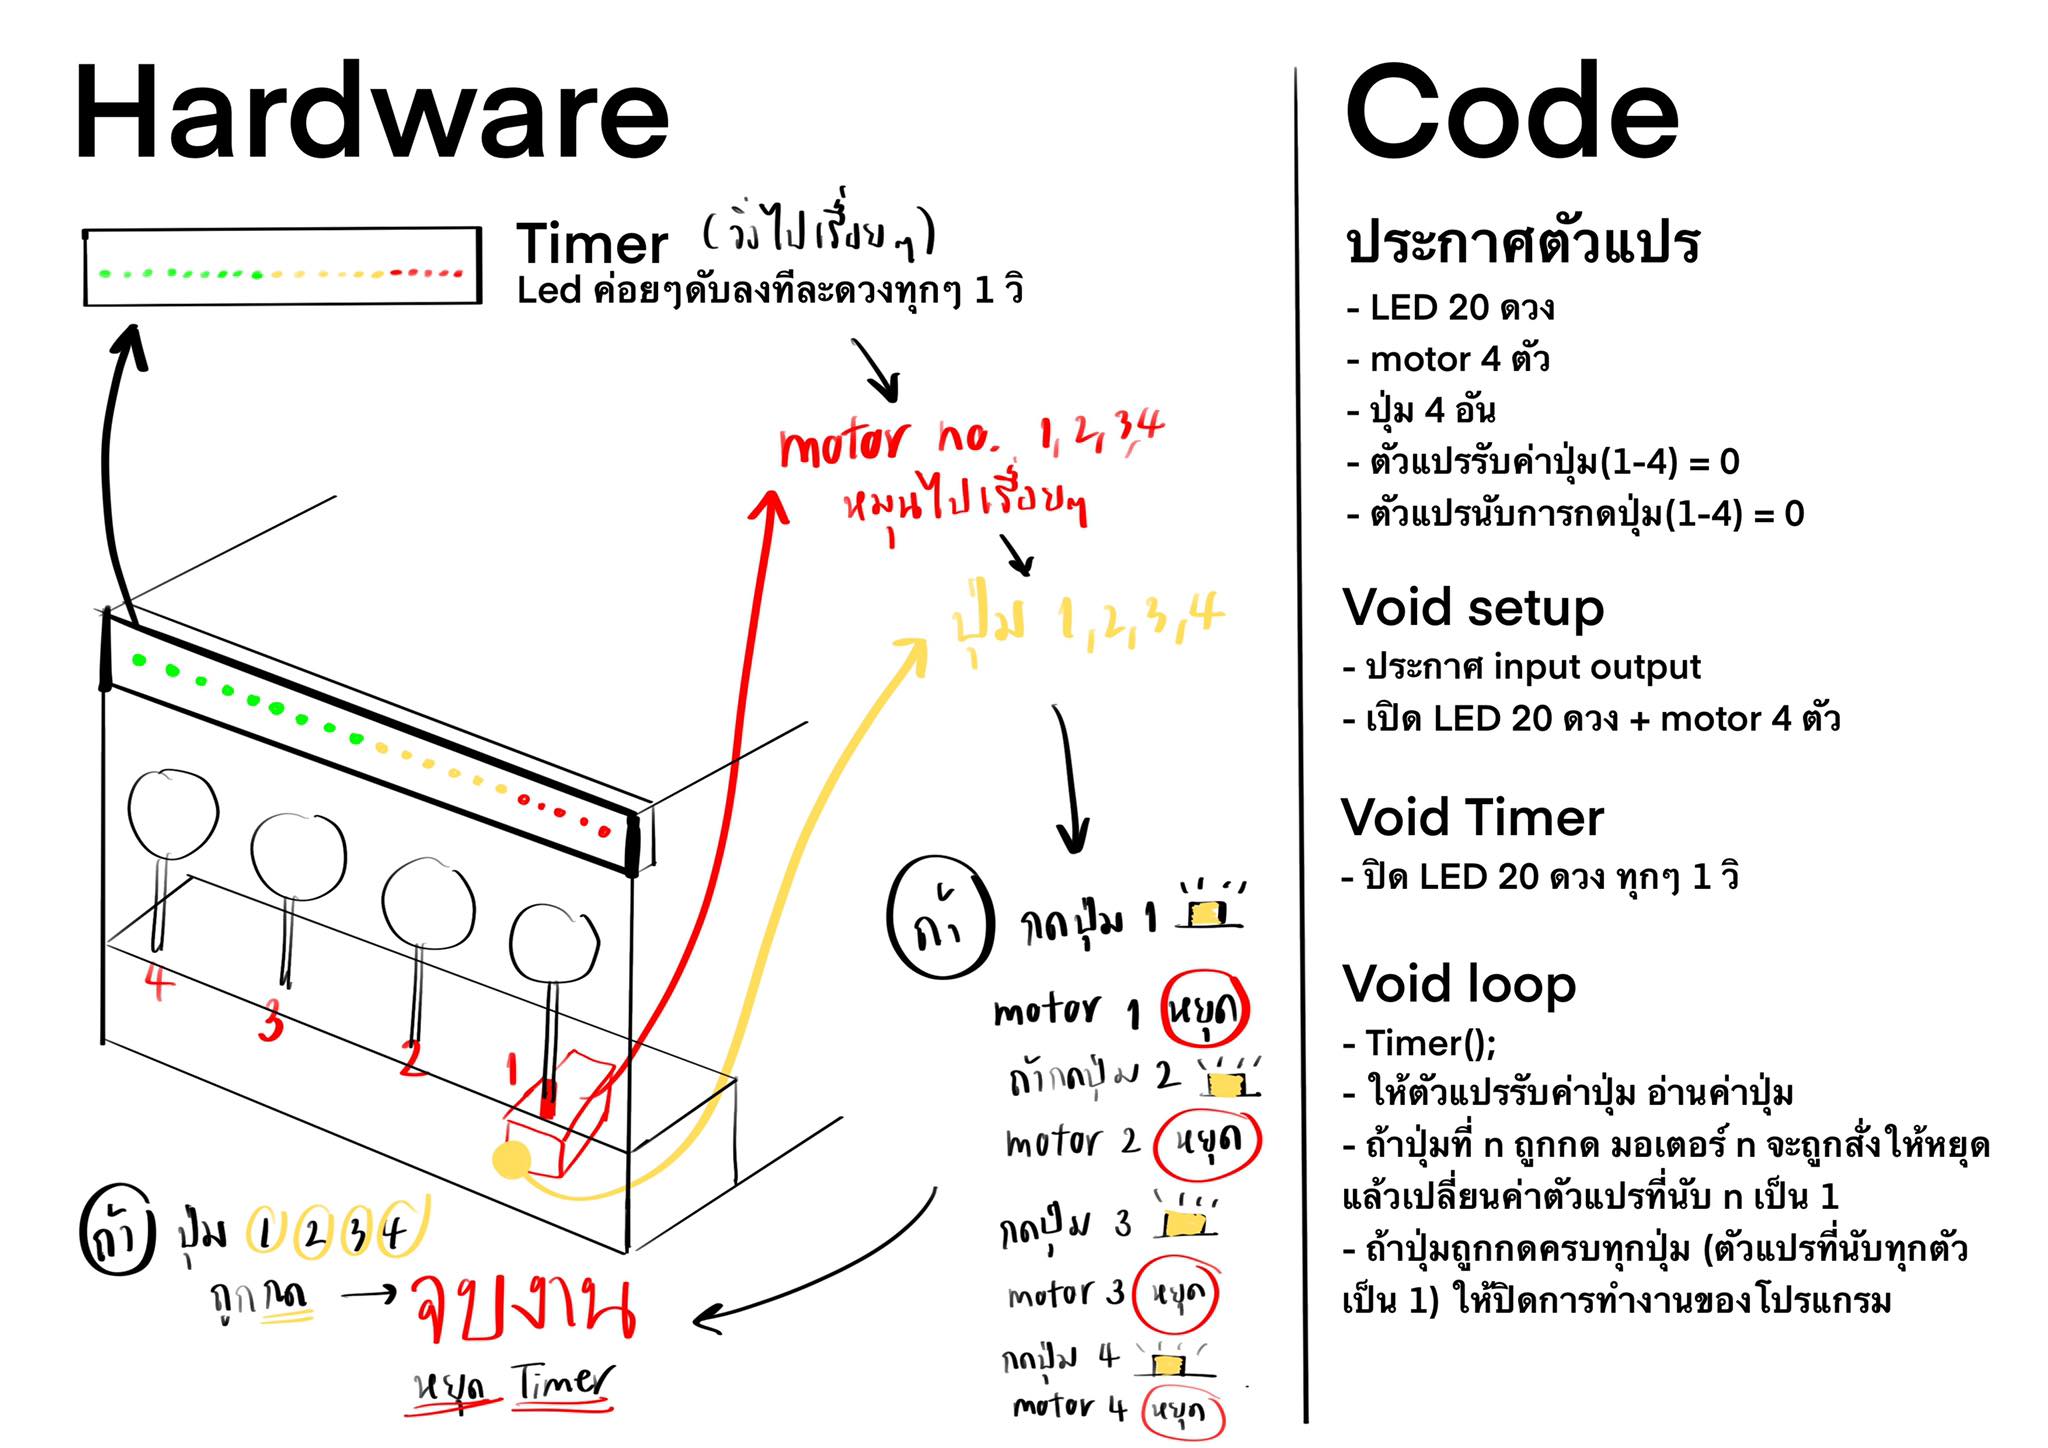 Hardware
Timer (วิ่งไปเรื่อยๆ)
Led ค่อยๆดับลงทีละดวงทุกๆ 1 วิ
motor no. 1,2,3,4
หมุนไปเรื่อยๆ
ปุ่ม 1,2,3,4
ถ้า กดปุ่ม 1
motor 1 หยุด
ถ้ากดปุ่ม 2
motor 2 หยุด
กดปุ่ม 3
motor 3 หยุด
กดปุ่ม 4
motor 4 หยุด
4
3
2
1
ถ้า ปุ่ม 1 2 3 4
ถูกกด → จบงาน
หยุด Timer
Code
ประกาศตัวแปร
- LED 20 ดวง
- motor 4 ตัว
- ปุ่ม 4 อัน
- ตัวแปรรับค่าปุ่ม(1-4) = 0
- ตัวแปรนับการกดปุ่ม(1-4) = 0
Void setup
- ประกาศ input output
- เปิด LED 20 ดวง + motor 4 ตัว
Void Timer
- ปิด LED 20 ดวง ทุกๆ 1 วิ
Void loop
- Timer();
- ให้ตัวแปรรับค่าปุ่ม อ่านค่าปุ่ม
- ถ้าปุ่มที่ n ถูกกด มอเตอร์ n จะถูกสั่งให้หยุด
แล้วเปลี่ยนค่าตัวแปรที่นับ n เป็น 1
- ถ้าปุ่มถูกกดครบทุกปุ่ม (ตัวแปรที่นับทุกตัว
เป็น 1) ให้ปิดการทำงานของโปรแกรม